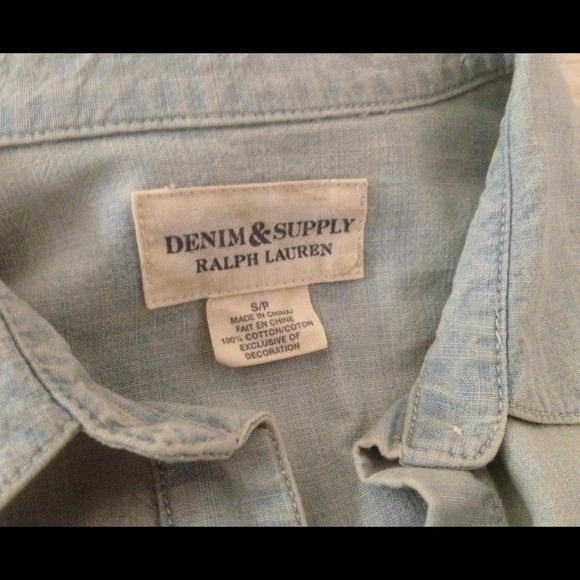 DENIM & SUPPLY
RALPH LAUREN
S/P
MADE IN CHINA/
FAIT EN CHINE
100% COTTON/COTON
EXCLUSIVE OF
DECORATION